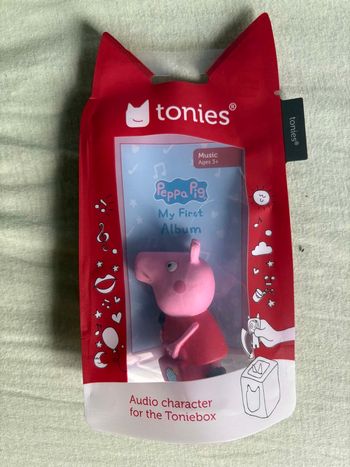 tonies®
tonies®
Music
Ages 3+
Peppa Pig
My First
Album
Audio character
for the Toniebox